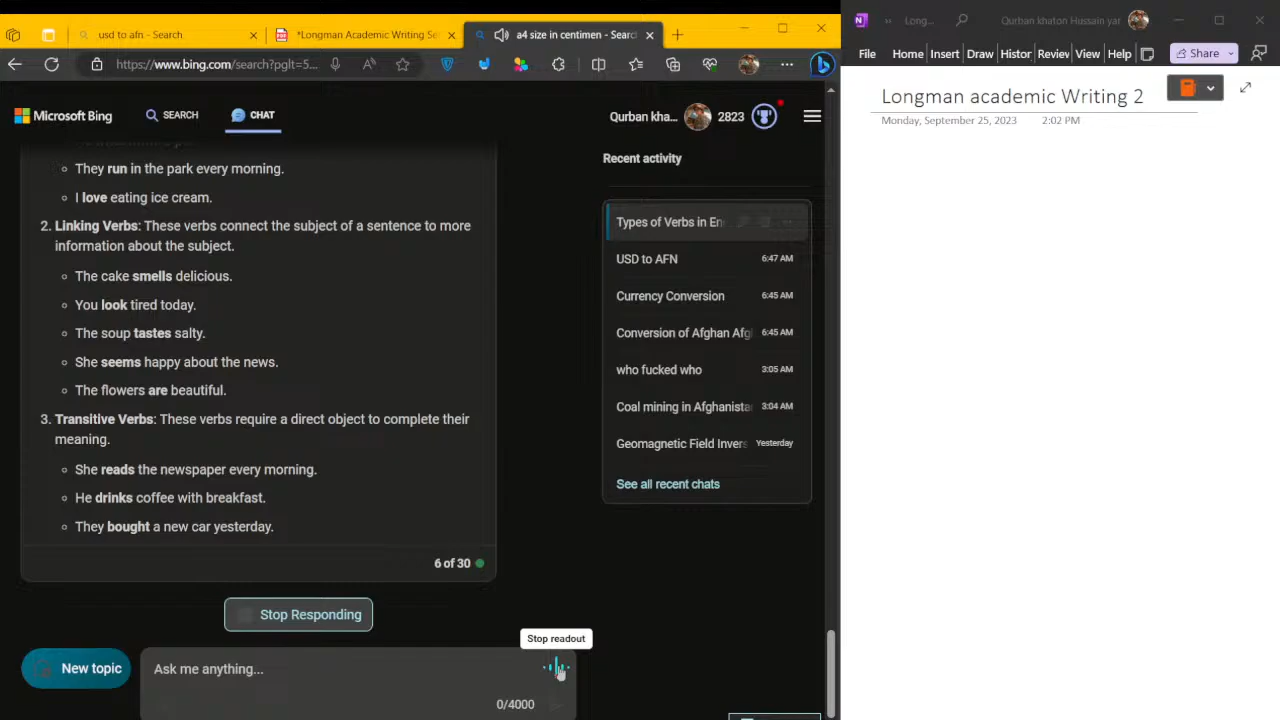 usd to afn - Search
*Longman Academic Writing Se
a4 size in centimen - Searc
https://www.bing.com/search?pglt=5...
Microsoft Bing
SEARCH
CHAT
Qurban kha...
2823
They run in the park every morning.
I love eating ice cream.
2. Linking Verbs: These verbs connect the subject of a sentence to more
information about the subject.
The cake smells delicious.
You look tired today.
The soup tastes salty.
She seems happy about the news.
The flowers are beautiful.
3. Transitive Verbs: These verbs require a direct object to complete their
meaning.
She reads the newspaper every morning.
He drinks coffee with breakfast.
They bought a new car yesterday.
6 of 30
Stop Responding
Stop readout
New topic
Ask me anything...
0/4000
Recent activity
Types of Verbs in En
USD to AFN 6:47 AM
Currency Conversion 6:45 AM
Conversion of Afghan Afg 6:45 AM
who fucked who 3:05 AM
Coal mining in Afghanista 3:04 AM
Geomagnetic Field Invers Yesterday
See all recent chats
Long...
Qurban khaton Hussain yar
File Home Insert Draw Histor Review View Help
Share
Longman academic Writing 2
Monday, September 25, 2023 2:02 PM